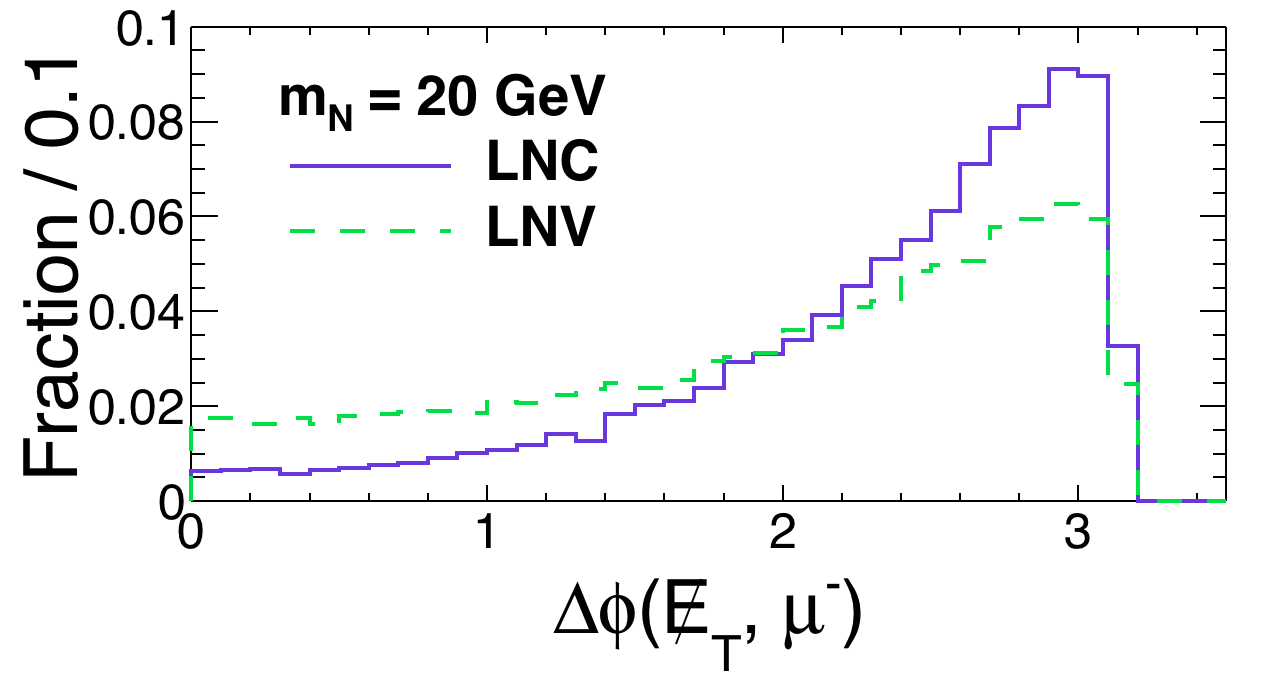 Fraction / 0.1
0.1
0.08
0.06
0.04
0.02
0
m_N = 20 GeV
LNC
LNV
0 1 2 3
Δϕ(E̸_T, μ⁻)